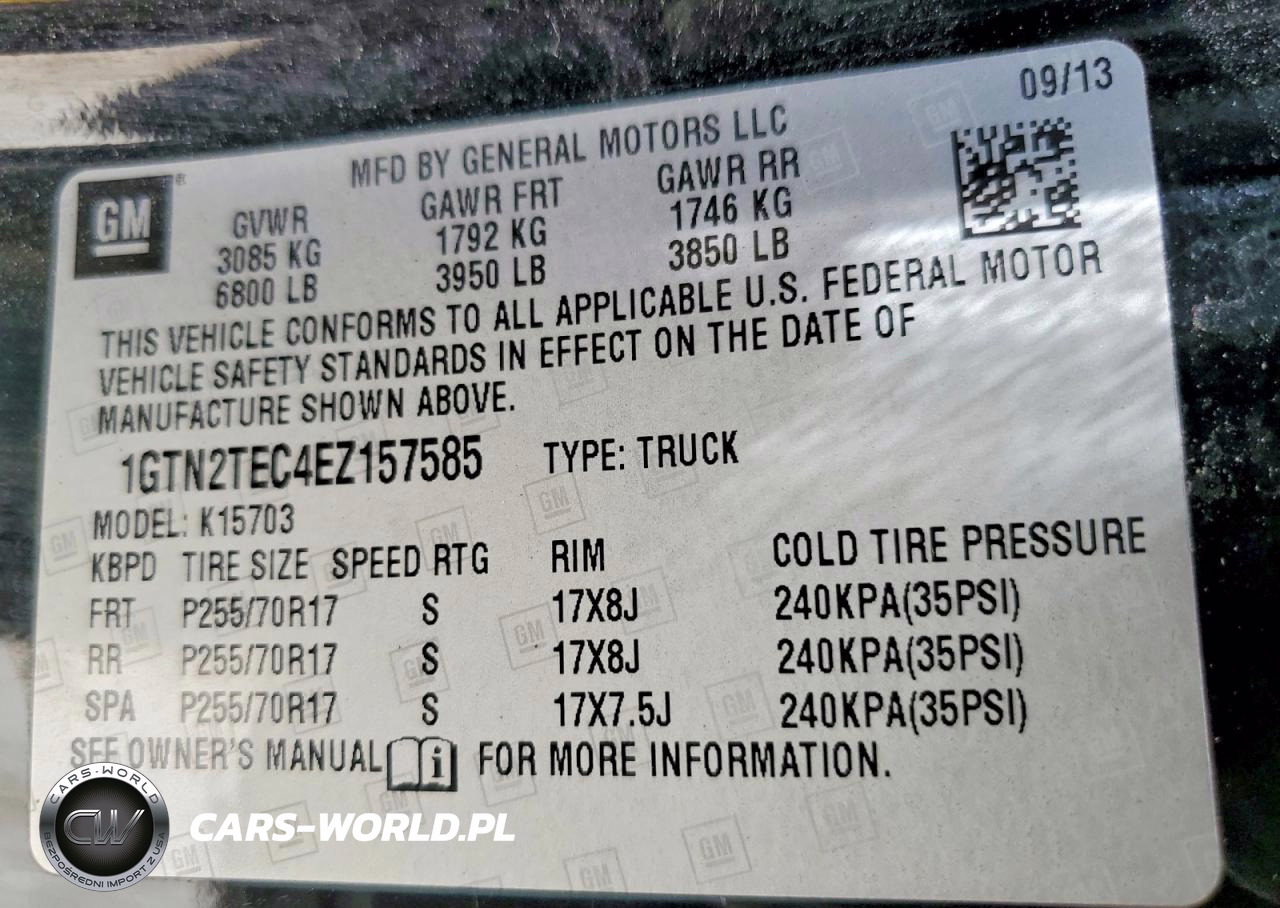 09/13
MFD BY GENERAL MOTORS LLC
GM
GVWR GAWR FRT GAWR RR
3085 KG 1792 KG 1746 KG
6800 LB 3950 LB 3850 LB
THIS VEHICLE CONFORMS TO ALL APPLICABLE U.S. FEDERAL MOTOR
VEHICLE SAFETY STANDARDS IN EFFECT ON THE DATE OF
MANUFACTURE SHOWN ABOVE.
1GTN2TEC4EZ157585 TYPE: TRUCK
MODEL: K15703
KBPD TIRE SIZE SPEED RTG RIM COLD TIRE PRESSURE
FRT P255/70R17 S 17X8J 240KPA(35PSI)
RR P255/70R17 S 17X8J 240KPA(35PSI)
SPA P255/70R17 S 17X7.5J 240KPA(35PSI)
SEE OWNER'S MANUAL i FOR MORE INFORMATION.
CARS-WORLD
CW
BEZPOŚREDNI IMPORT Z USA
CARS-WORLD.PL